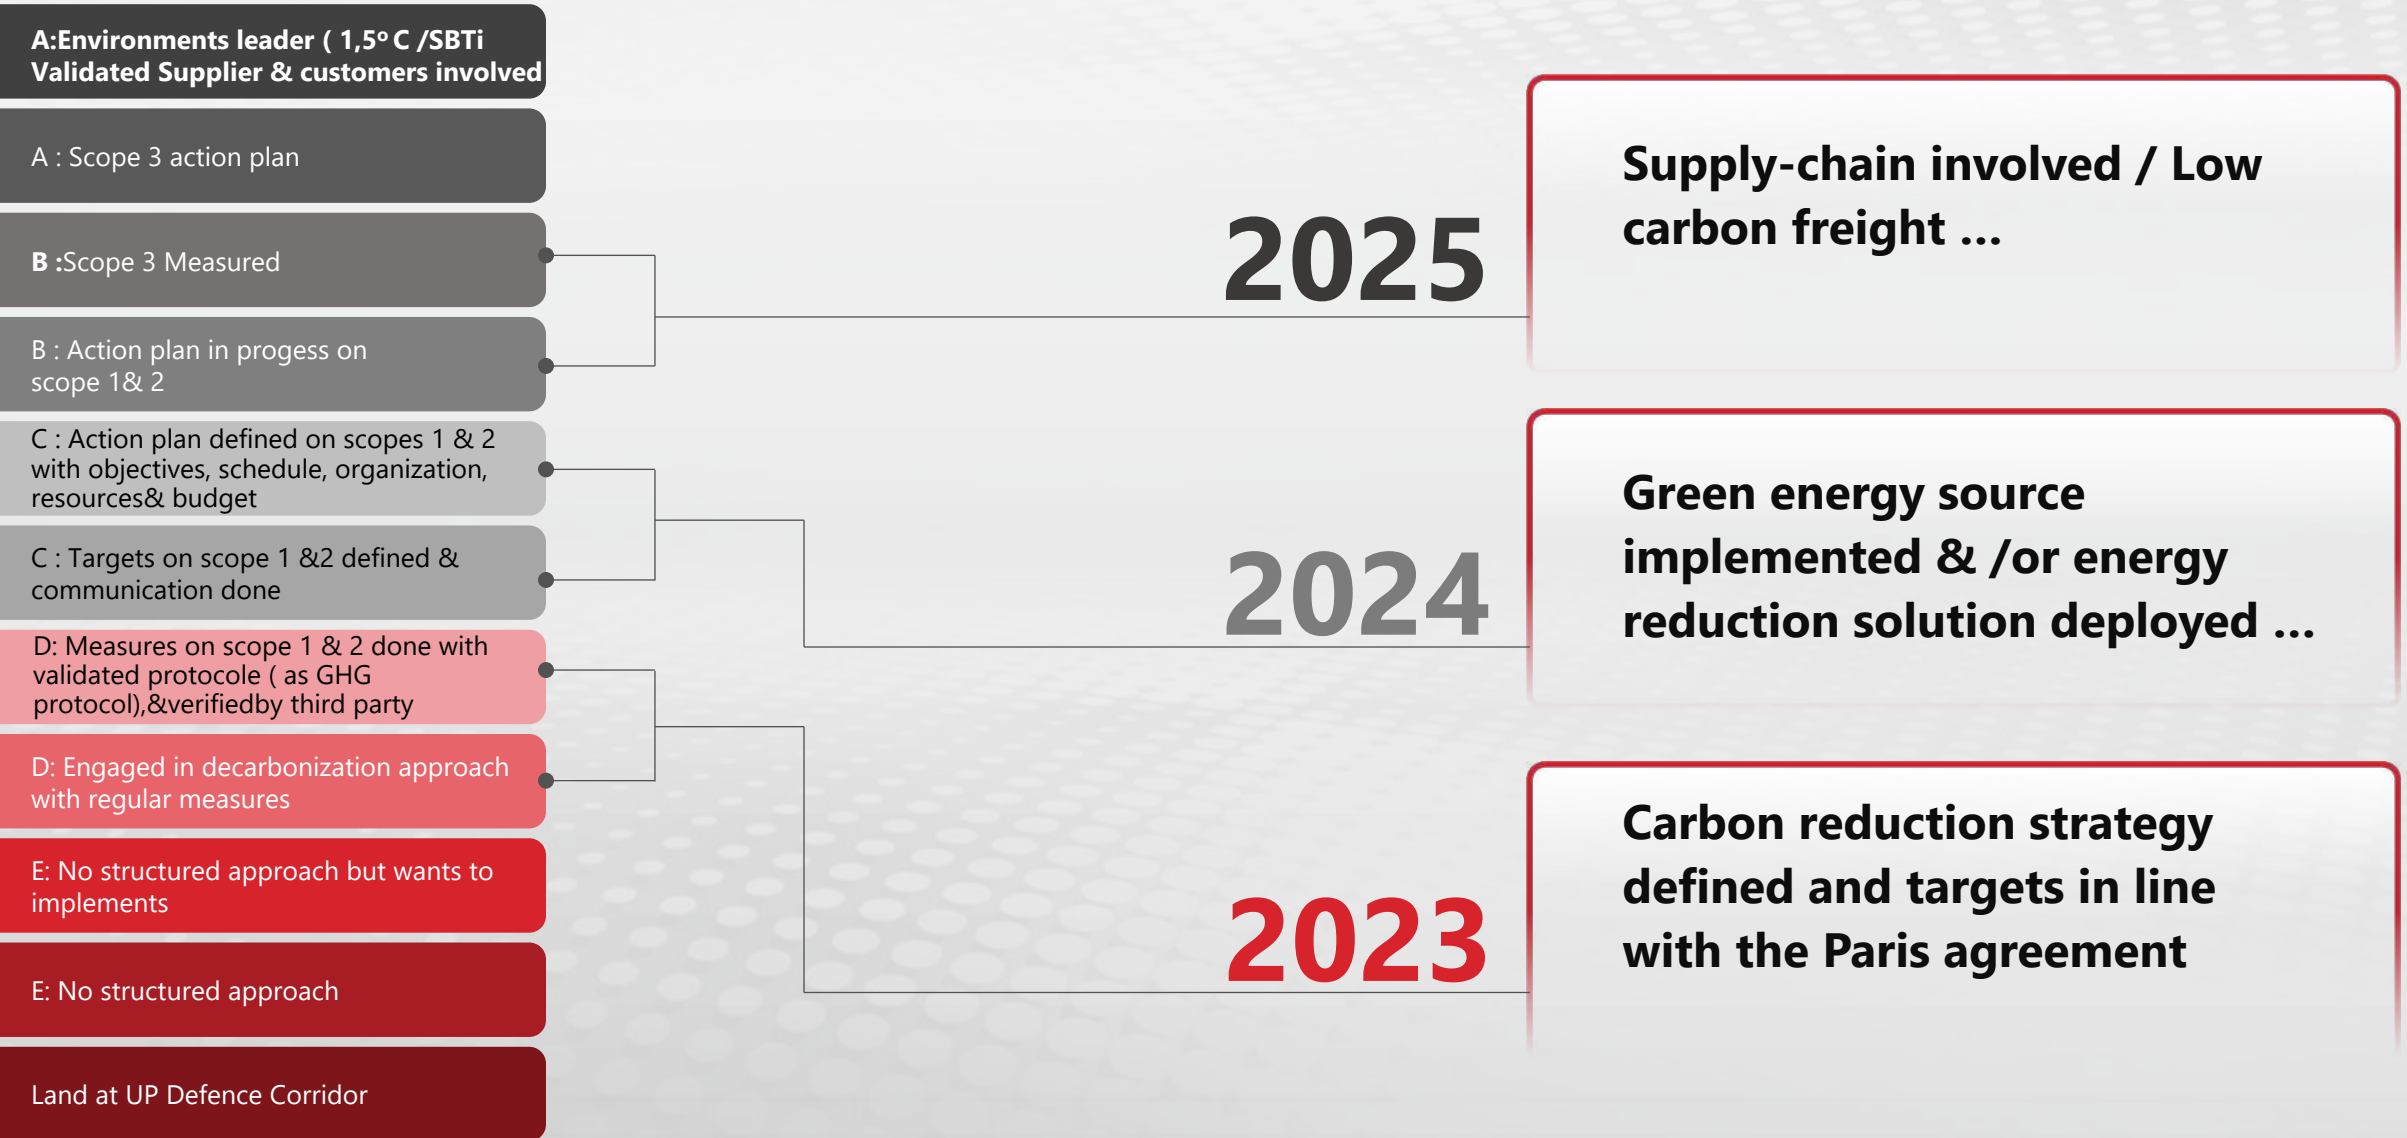 A:Environments leader ( 1,5º C /SBTi
Validated Supplier & customers involved
A : Scope 3 action plan
B :Scope 3 Measured
B : Action plan in progess on
scope 1& 2
C : Action plan defined on scopes 1 & 2
with objectives, schedule, organization,
resources& budget
C : Targets on scope 1 &2 defined &
communication done
D: Measures on scope 1 & 2 done with
validated protocole ( as GHG
protocol),&verifiedby third party
D: Engaged in decarbonization approach
with regular measures
E: No structured approach but wants to
implements
E: No structured approach
Land at UP Defence Corridor
2025
Supply-chain involved / Low
carbon freight ...
2024
Green energy source
implemented & /or energy
reduction solution deployed ...
2023
Carbon reduction strategy
defined and targets in line
with the Paris agreement